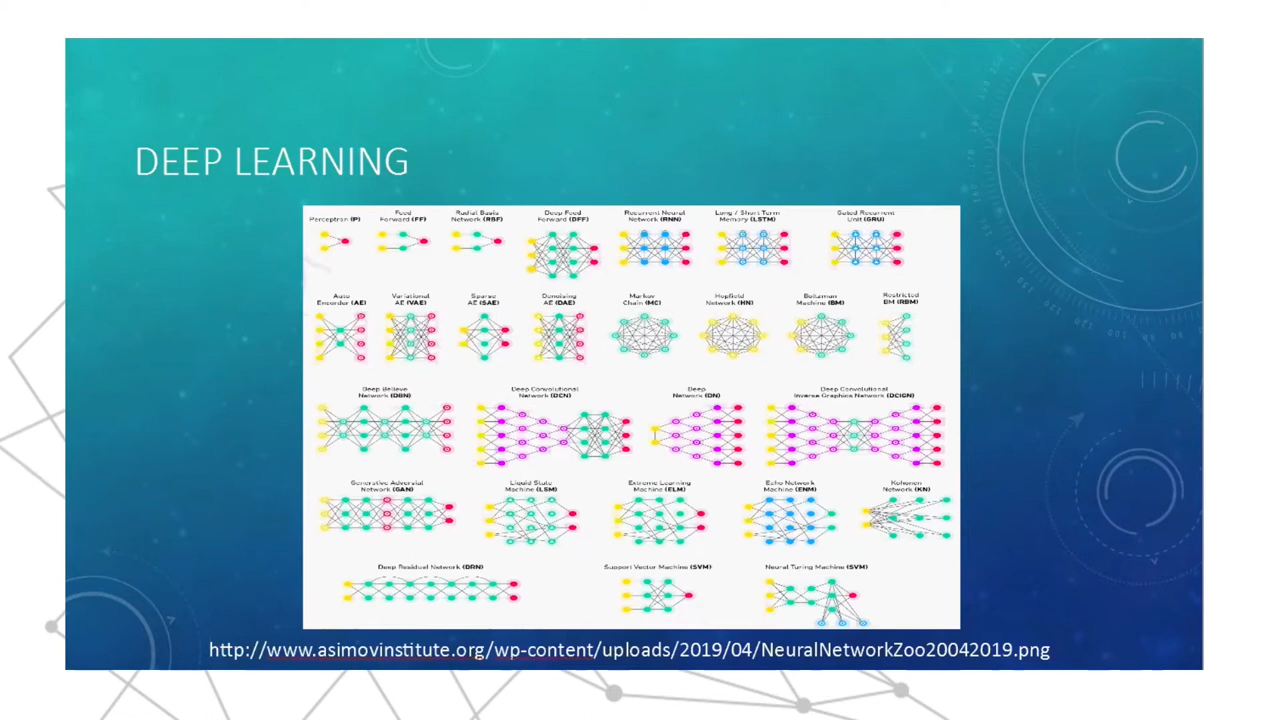 DEEP LEARNING
Perceptron (P)
Feed
Forward (FF)
Radial Basis
Network (RBF)
Deep Feed
Forward (DFF)
Recurrent Neural
Network (RNN)
Long / Short Term
Memory (LSTM)
Gated Recurrent
Unit (GRU)
Auto
Encorder (AE)
Variational
AE (VAE)
Sparse
AE (SAE)
Denoising
AE (DAE)
Markov
Chain (MC)
Hopfield
Network (HN)
Boltzman
Machine (BM)
Restricted
BM (RBM)
Deep Believe
Network (DBN)
Deep Convolutional
Network (DCN)
Deep
Network (DN)
Deep Convolutional
Inverse Graphics Network (DCIGN)
Generstive Adversial
Network (GAN)
Liquid State
Machine (LSM)
Extreme Learning
Machine (ELM)
Echo Network
Machine (ENM)
Kohonen
Network (KN)
Deep Residual Network (DRN)
Support Vector Machine (SVM)
Neural Turing Machine (SVM)
http://www.asimovinstitute.org/wp-content/uploads/2019/04/NeuralNetworkZoo20042019.png